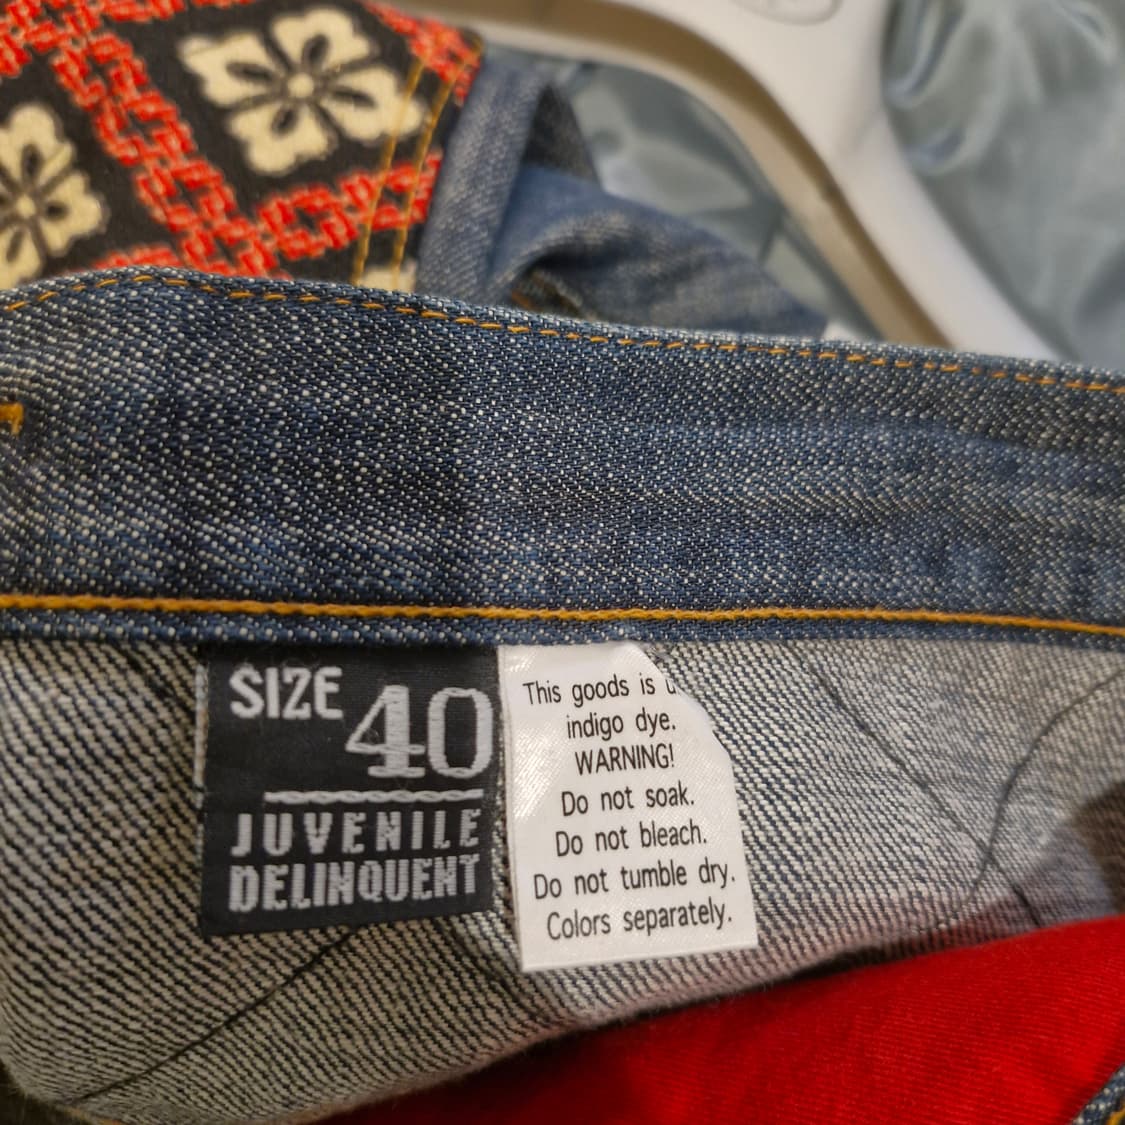 SIZE
40
JUVENILE
DELINQUENT
This goods is
indigo dye.
WARNING!
Do not soak.
Do not bleach.
Do not tumble dry.
Colors separately.